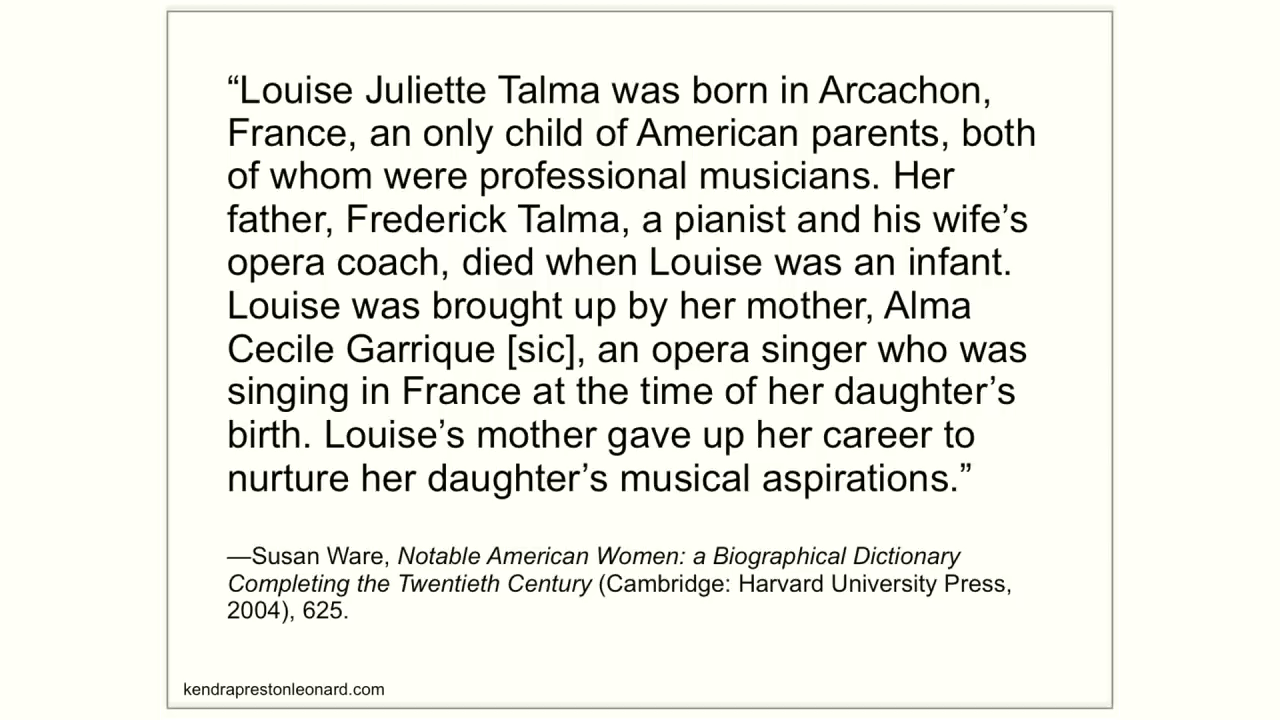 “Louise Juliette Talma was born in Arcachon,
France, an only child of American parents, both
of whom were professional musicians. Her
father, Frederick Talma, a pianist and his wife’s
opera coach, died when Louise was an infant.
Louise was brought up by her mother, Alma
Cecile Garrique [sic], an opera singer who was
singing in France at the time of her daughter’s
birth. Louise’s mother gave up her career to
nurture her daughter’s musical aspirations.”
—Susan Ware, Notable American Women: a Biographical Dictionary
Completing the Twentieth Century (Cambridge: Harvard University Press,
2004), 625.
kendraprestonleonard.com